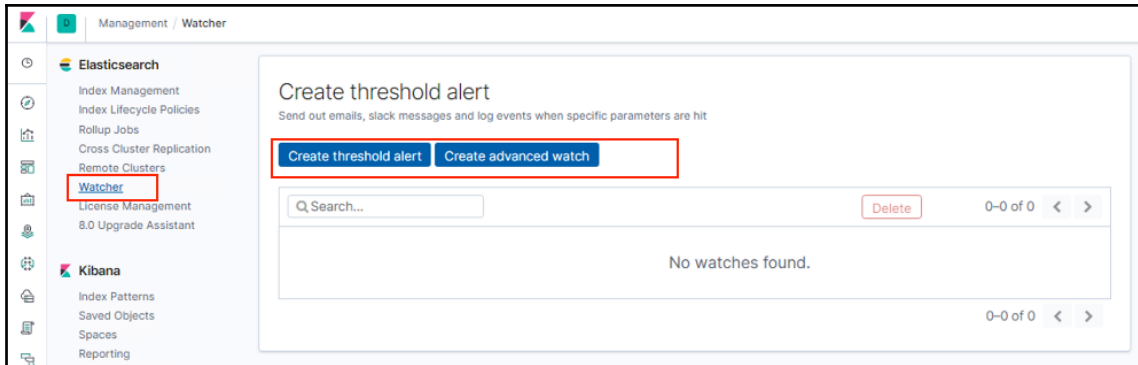 D Management / Watcher
Elasticsearch
Index Management
Index Lifecycle Policies
Rollup Jobs
Cross Cluster Replication
Remote Clusters
Watcher
License Management
8.0 Upgrade Assistant
Kibana
Index Patterns
Saved Objects
Spaces
Reporting
Create threshold alert
Send out emails, slack messages and log events when specific parameters are hit
Create threshold alert Create advanced watch
Search... Delete 0–0 of 0 < >
No watches found.
0–0 of 0 < >